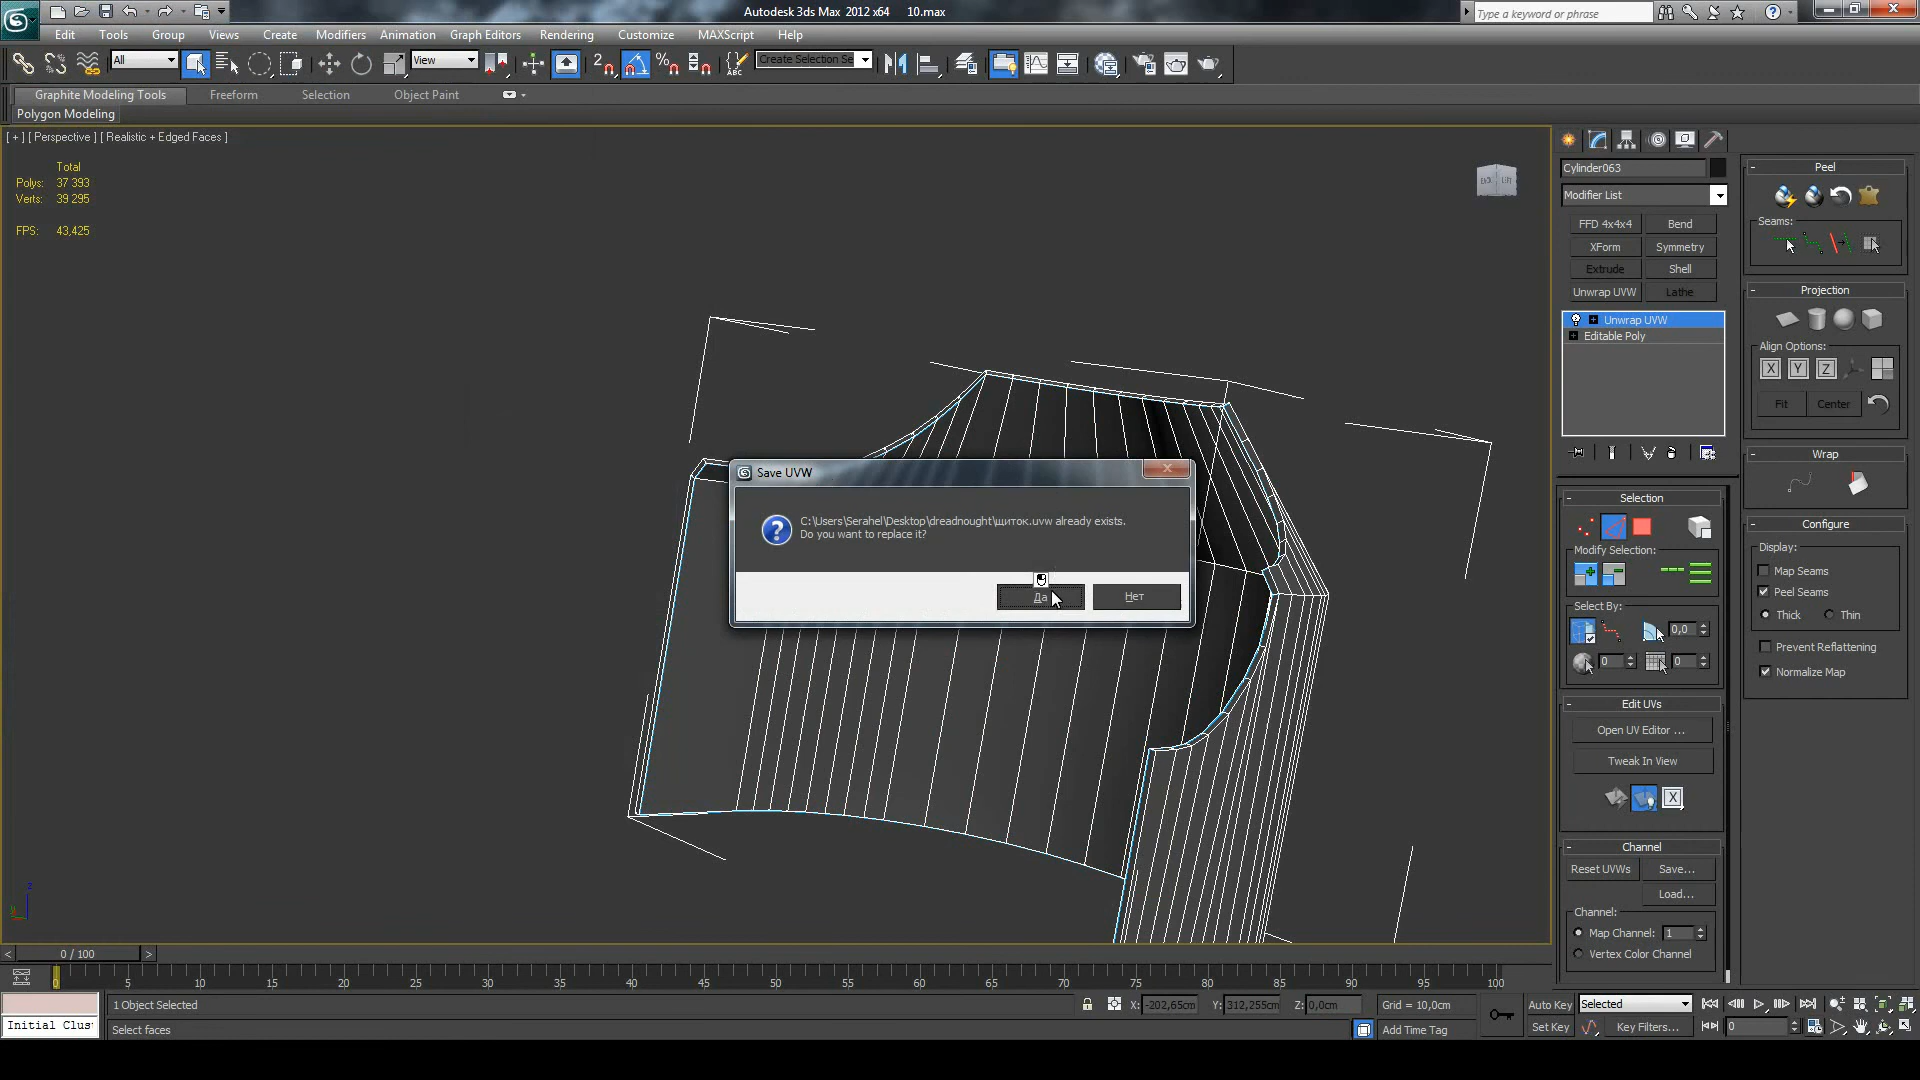 Autodesk 3ds Max 2012 x64 10.max
Type a keyword or phrase
Edit Tools Group Views Create Modifiers Animation Graph Editors Rendering Customize MAXScript Help
All View Create Selection Se
Graphite Modeling Tools Freeform Selection Object Paint
Polygon Modeling
[ + ] [ Perspective ] [ Realistic + Edged Faces ]
Total
Polys: 37 393
Verts: 39 295
FPS: 43,425
Save UVW
C:\Users\Serahel\Desktop\dreadnought\щиток.uvw already exists.
Do you want to replace it?
Да Нет
z
Cylinder063
Modifier List
FFD 4x4x4 Bend
XForm Symmetry
Extrude Shell
Unwrap UVW Lathe
Unwrap UVW
Editable Poly
Selection
Modify Selection:
Select By:
0,0
0 0
Edit UVs
Open UV Editor ...
Tweak In View
X
Channel
Reset UVWs Save...
Load...
Channel:
Map Channel: 1
Vertex Color Channel
Peel
Seams:
Projection
Align Options:
X Y Z
Fit Center
Wrap
Configure
Display:
Map Seams
Peel Seams
Thick Thin
Prevent Reflattening
Normalize Map
< 0 / 100 >
0 5 10 15 20 25 30 35 40 45 50 55 60 65 70 75 80 85 90 95 100
1 Object Selected X: -202,65cm Y: 312,255cm Z: 0,0cm Grid = 10,0cm Auto Key Selected
Initial Clus Select faces Add Time Tag Set Key Key Filters... 0